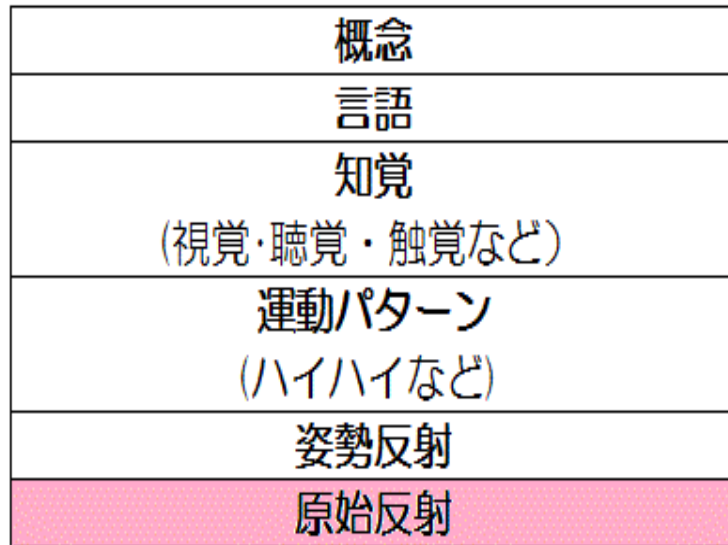 概念
言語
知覚
(視覚･聴覚・触覚など)
運動パターン
(ハイハイなど)
姿勢反射
原始反射